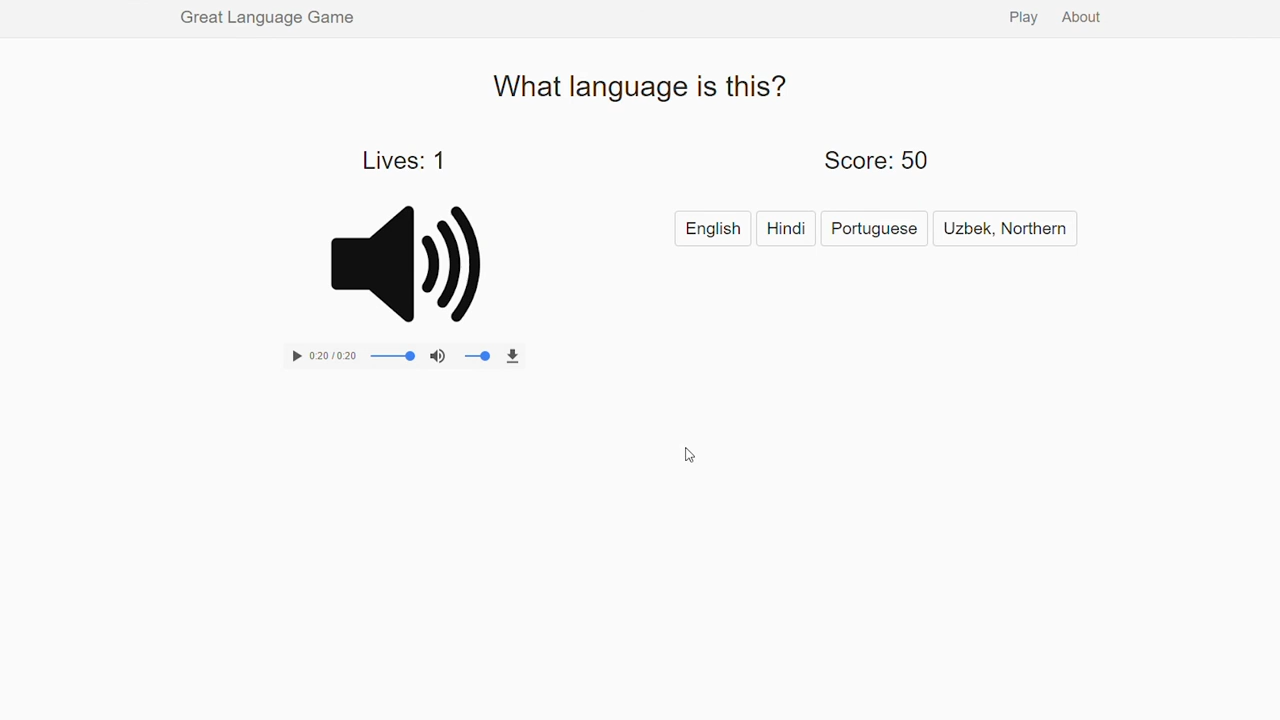 Great Language Game
Play
About
What language is this?
Lives: 1
Score: 50
English
Hindi
Portuguese
Uzbek, Northern
0:20 / 0:20